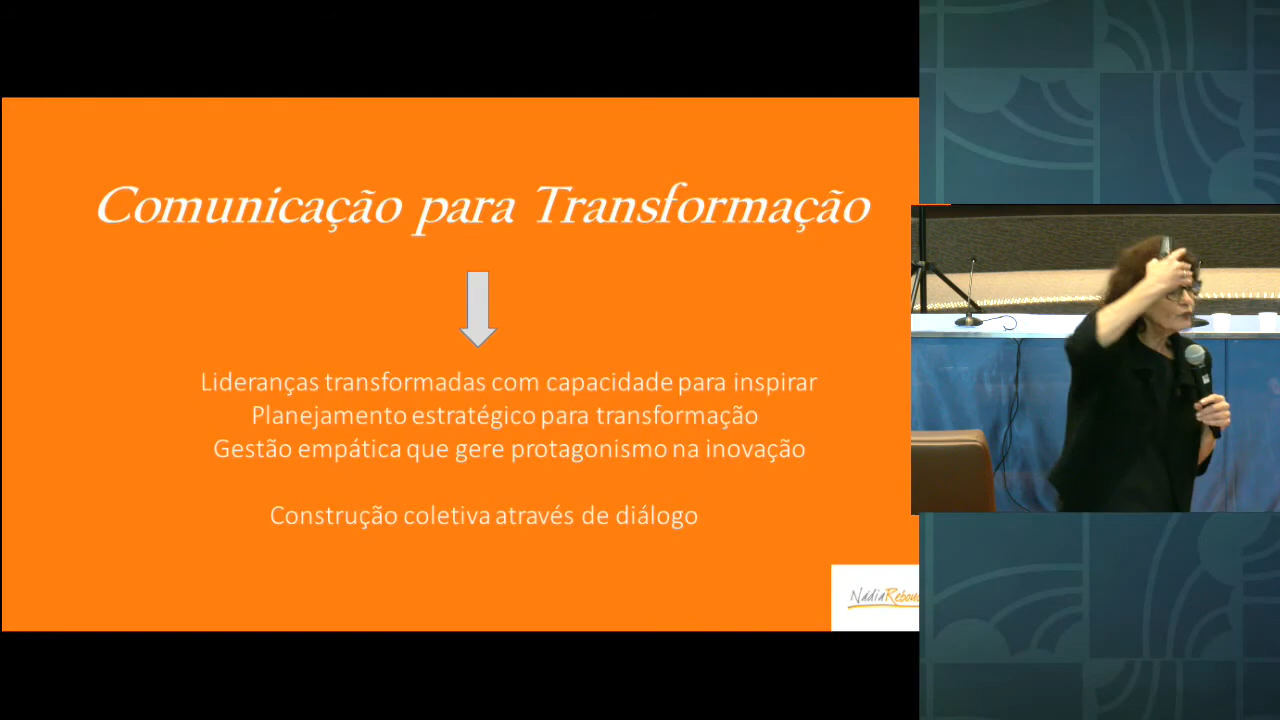 Comunicação para Transformação
Lideranças transformadas com capacidade para inspirar
Planejamento estratégico para transformação
Gestão empática que gere protagonismo na inovação
Construção coletiva através de diálogo
Nádia